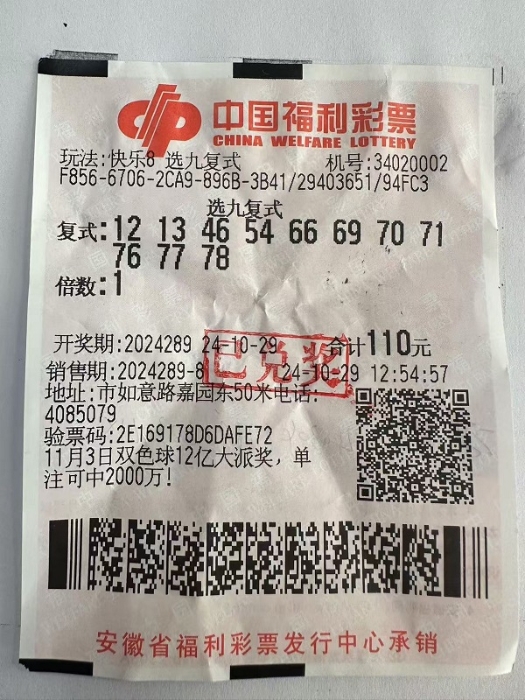 中国福利彩票
CHINA WELFARE LOTTERY
玩法:快乐8 选九复式 机号:34020002
F856-6706-2CA9-896B-3B41/29403651/94FC3
选九复式
复式:12 13 46 54 66 69 70 71
76 77 78
倍数:1
开奖期:2024289 24-10-29 合计110元
已兑奖
销售期:2024289-8 24-10-29 12:54:57
地址:市如意路嘉园东50米电话:
4085079
验票码:2E169178D6DAFE72
11月3日双色球12亿大派奖，单
注可中2000万!
安徽省福利彩票发行中心承销